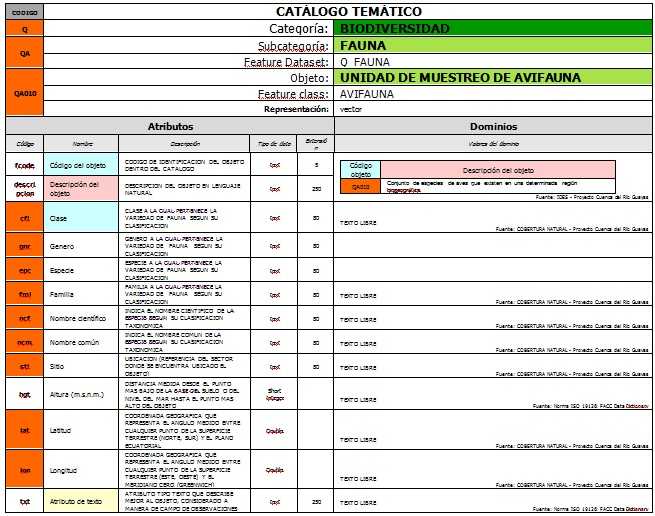 CODIGO CATÁLOGO TEMÁTICO
Q Categoría: BIODIVERSIDAD
QA Subcategoría: FAUNA
Feature Dataset: Q FAUNA
QA010 Objeto: UNIDAD DE MUESTREO DE AVIFAUNA
Feature class: AVIFAUNA
Representación: vector
Atributos Dominios
Código Nombre Descripción Tipo de dato Extensió
n Valores del dominio
fcode Código del objeto CODIGO DE IDENTIFICACION DEL OBJETO
DENTRO DEL CATALOGO text 5
Código
objeto Descripción del objeto
QA010 Conjunto de especies de aves que existen en una determinada región
biogeográfica.
descri
pcion Descripción del
objeto DESCRIPCION DEL OBJETO EN LENGUAJE
NATURAL text 250
Fuente: IDES - Proyecto Cuenca del Río Guayas
cfl Clase CLASE A LA CUAL PERTENECE LA
VARIEDAD DE FAUNA SEGUN SU
CLASIFICACION text 80 TEXTO LIBRE
Fuente: COBERTURA NATURAL - Proyecto Cuenca del Río Guayas
gnr Genero GENERO A LA CUAL PERTENECE LA
VARIEDAD DE FAUNA SEGUN SU
CLASIFICACION text 80
epc Especie ESPECIE A LA CUAL PERTENECE LA
VARIEDAD DE FAUNA SEGUN SU
CLASIFICACION text 80
fml Familia FAMILIA A LA CUAL PERTENECE LA
VARIEDAD DE FAUNA SEGUN SU
CLASIFICACION text 80 TEXTO LIBRE
Fuente: COBERTURA NATURAL - Proyecto Cuenca del Río Guayas
ncf Nombre científico INDICA EL NOMBRE CIENTIFICO DE LA
ESPECIE SEGUN SU CLASIFICACION
TAXONOMICA text 80 TEXTO LIBRE
Fuente: COBERTURA NATURAL - Proyecto Cuenca del Río Guayas
ncm Nombre común INDICA EL NOMBRE COMUN DE LA
ESPECIE SEGUN SU CLASIFICACION
TAXONOMICA text 80 TEXTO LIBRE
Fuente: COBERTURA NATURAL - Proyecto Cuenca del Río Guayas
sti Sitio UBICACION (REFERENCIA DEL SECTOR
DONDE SE ENCUENTRA UBICADO EL
OBJETO) text 80 TEXTO LIBRE
Fuente: COBERTURA NATURAL - Proyecto Cuenca del Río Guayas
hgt Altura (m.s.n.m.) DISTANCIA MEDIDA DESDE EL PUNTO
MAS BAJO DE LA BASE DEL SUELO O DEL
NIVEL DEL MAR HASTA EL PUNTO MAS
ALTO DEL OBJETO Short
Integer TEXTO LIBRE
Fuente: Norma ISO 19126: FACC Data Dictionary
lat Latitud COORDENADA GEOGRAFICA QUE
REPRESENTA EL ANGULO MEDIDO ENTRE
CUALQUIER PUNTO DE LA SUPERFICIE
TERRESTRE (NORTE, SUR) Y EL PLANO
ECUATORIAL Double TEXTO LIBRE
Fuente: COBERTURA NATURAL - Proyecto Cuenca del Río Guayas
lon Longitud COORDENADA GEOGRAFICA QUE
REPRESENTA EL ANGULO MEDIDO ENTRE
CUALQUIER PUNTO DE LA SUPERFICIE
TERRESTRE (ESTE, OESTE) Y EL
MERIDIANO CERO (GREENWICH) Double TEXTO LIBRE
Fuente: COBERTURA NATURAL - Proyecto Cuenca del Río Guayas
txt Atributo de texto ATRIBUTO TIPO TEXTO QUE DESCRIBE
MEJOR AL OBJETO, CONSIDERADO A
MANERA DE CAMPO DE OBSERVACIONES text 250 TEXTO LIBRE
Fuente: Norma ISO 19126: FACC Data Dictionary